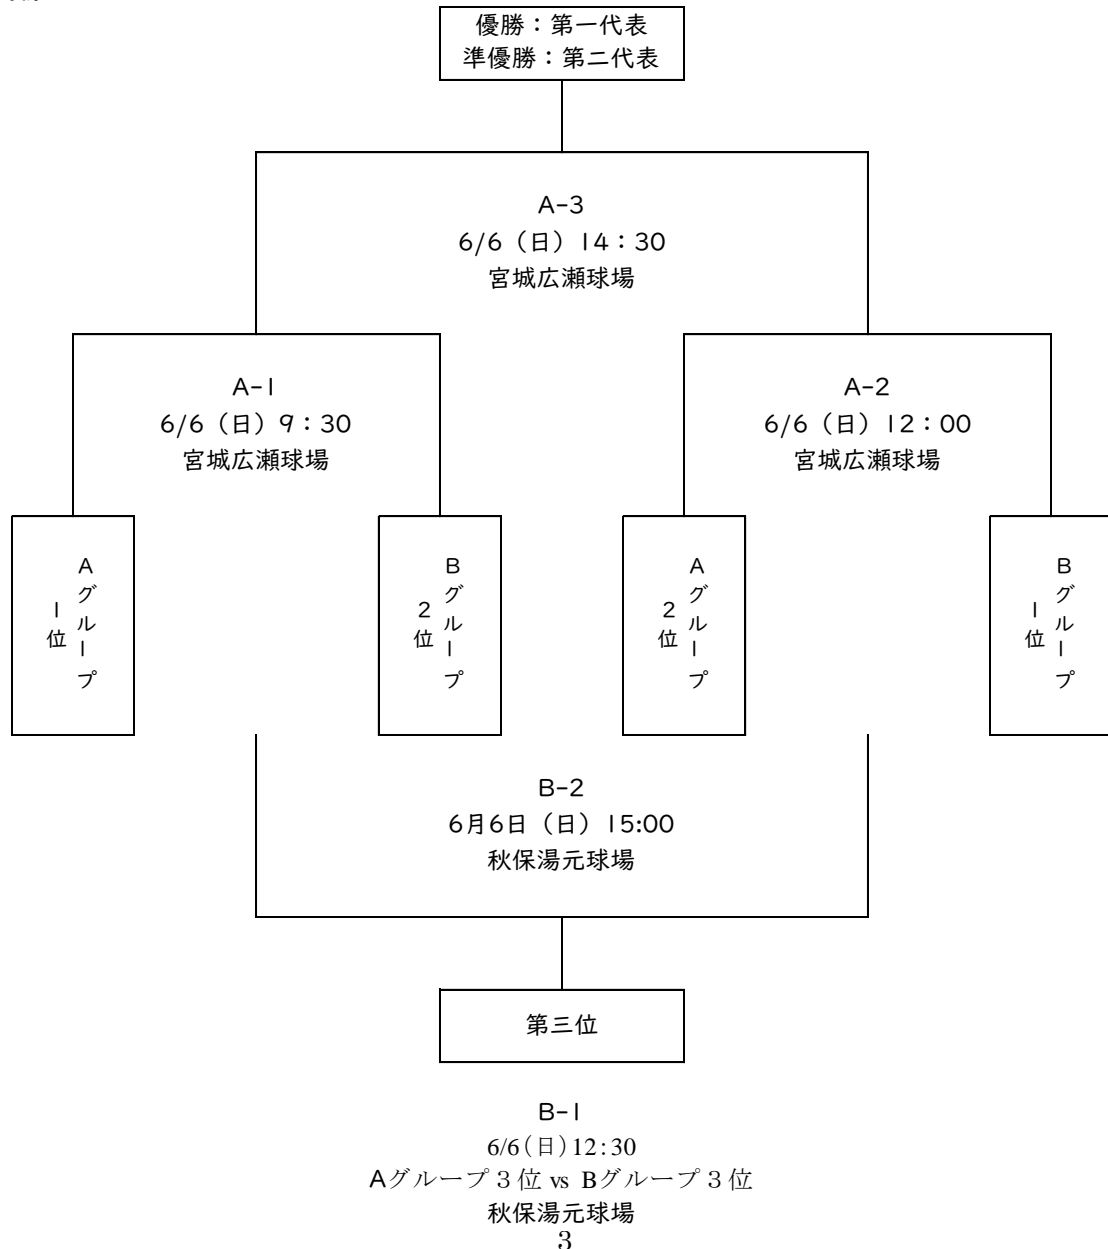 優勝：第一代表
準優勝：第二代表
A-3
6/6（日）14：30
宮城広瀬球場
A-1
6/6（日）9：30
宮城広瀬球場
A-2
6/6（日）12：00
宮城広瀬球場
Aグループ
1位
Bグループ
2位
Aグループ
2位
Bグループ
1位
B-2
6月6日（日）15:00
秋保湯元球場
第三位
B-1
6/6(日)12:30
Aグループ３位 vs Bグループ３位
秋保湯元球場
3